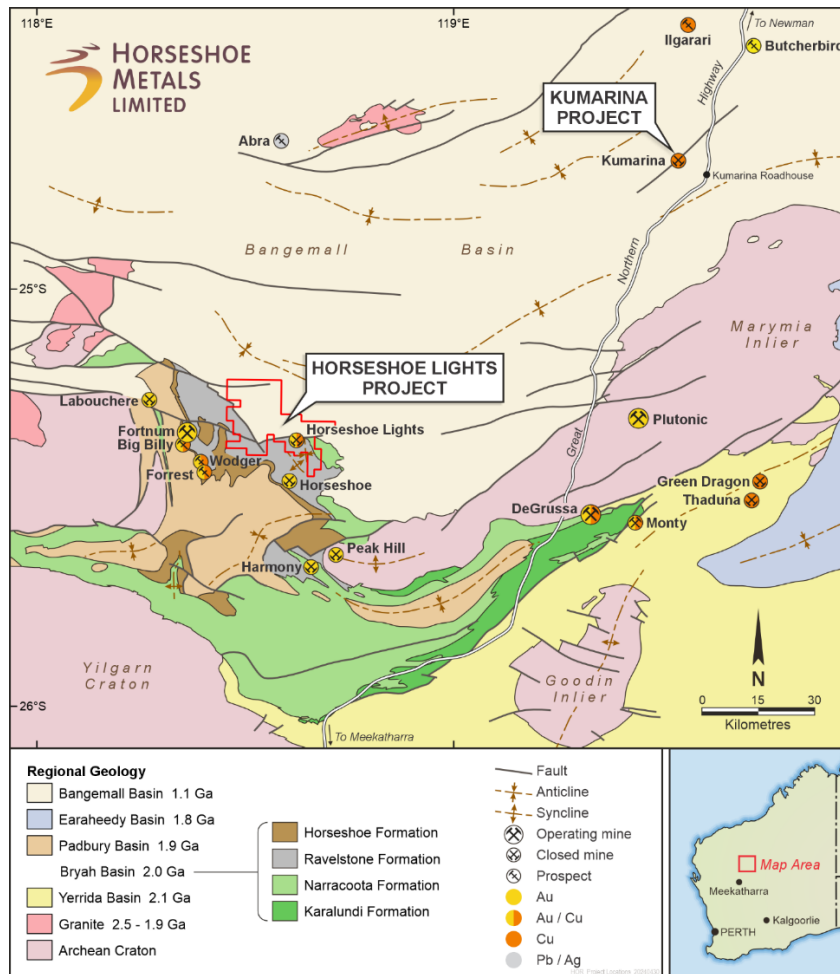 118°E
119°E
To Newman
HORSESHOE
METALS
LIMITED
Ilgarari
Butcherbird
Highway
KUMARINA
PROJECT
Abra
Kumarina
Kumarina Roadhouse
Bangemall Basin
Northern
25°S
Marymia
Inlier
HORSESHOE LIGHTS
PROJECT
Labouchere
Fortnum
Big Billy
Horseshoe Lights
Plutonic
Great
Wodger
Forrest
Horseshoe
Green Dragon
Thaduna
DeGrussa
Monty
Peak Hill
Harmony
Yilgarn
Craton
Goodin
Inlier
N
0 15 30
Kilometres
26°S
To Meekatharra
Regional Geology
Bangemall Basin 1.1 Ga
Earaheedy Basin 1.8 Ga
Padbury Basin 1.9 Ga
Bryah Basin 2.0 Ga
Yerrida Basin 2.1 Ga
Granite 2.5 - 1.9 Ga
Archean Craton
Horseshoe Formation
Ravelstone Formation
Narracoota Formation
Karalundi Formation
Fault
Anticline
Syncline
Operating mine
Closed mine
Prospect
Au
Au / Cu
Cu
Pb / Ag
Map Area
Meekatharra
Kalgoorlie
PERTH